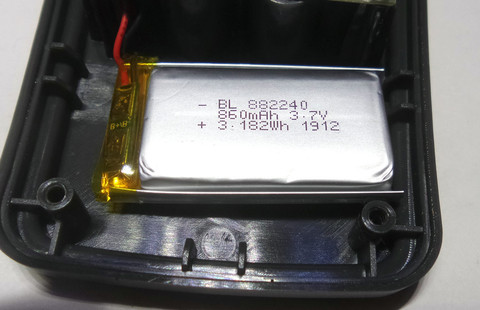 - BL 882240
860mAh 3.7V
+ 3.182Wh 1912